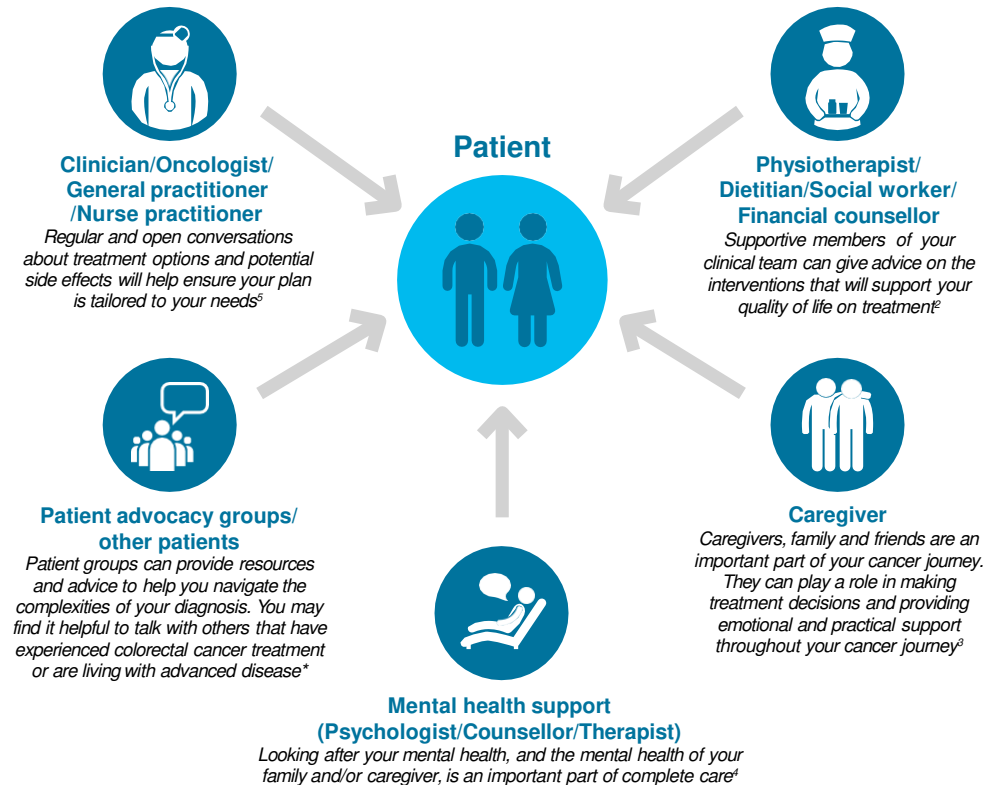 Patient
Clinician/Oncologist/
General practitioner
/Nurse practitioner
Regular and open conversations
about treatment options and potential
side effects will help ensure your plan
is tailored to your needs⁵
Physiotherapist/
Dietitian/Social worker/
Financial counsellor
Supportive members of your
clinical team can give advice on the
interventions that will support your
quality of life on treatment²
Patient advocacy groups/
other patients
Patient groups can provide resources
and advice to help you navigate the
complexities of your diagnosis. You may
find it helpful to talk with others that have
experienced colorectal cancer treatment
or are living with advanced disease*
Caregiver
Caregivers, family and friends are an
important part of your cancer journey.
They can play a role in making
treatment decisions and providing
emotional and practical support
throughout your cancer journey³
Mental health support
(Psychologist/Counsellor/Therapist)
Looking after your mental health, and the mental health of your
family and/or caregiver, is an important part of complete care⁴